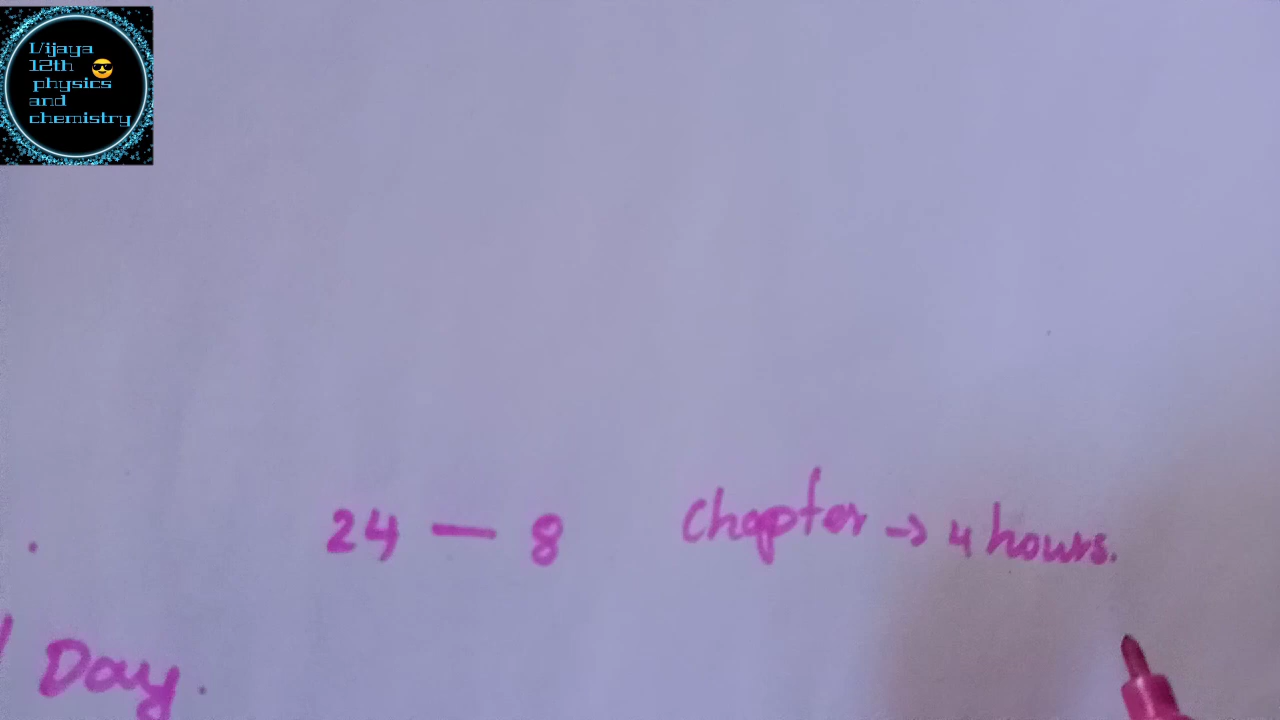 Vijaya
12th 😎
physics
and
chemistry
24 — 8 Chapter → 4 hours.
Day.